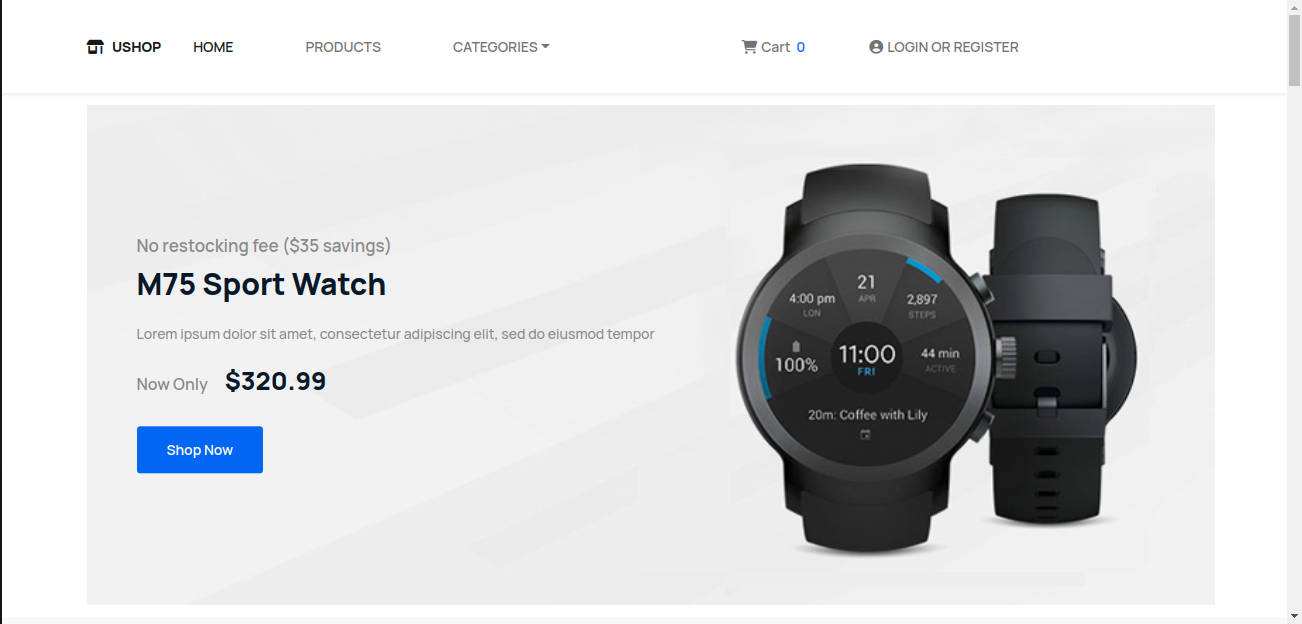 USHOP HOME PRODUCTS CATEGORIES Cart 0 LOGIN OR REGISTER
No restocking fee ($35 savings)
M75 Sport Watch
Lorem ipsum dolor sit amet, consectetur adipiscing elit, sed do eiusmod tempor
Now Only $320.99
Shop Now
21
APR
4:00 pm
LON
2,897
STEPS
100%
11:00
FRI
44 min
ACTIVE
20m: Coffee with Lily